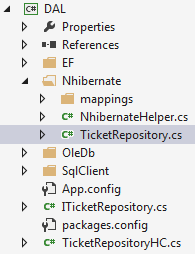 DAL
Properties
References
EF
Nhibernate
mappings
NhibernateHelper.cs
TicketRepository.cs
OleDb
SqlClient
App.config
ITicketRepository.cs
packages.config
TicketRepositoryHC.cs